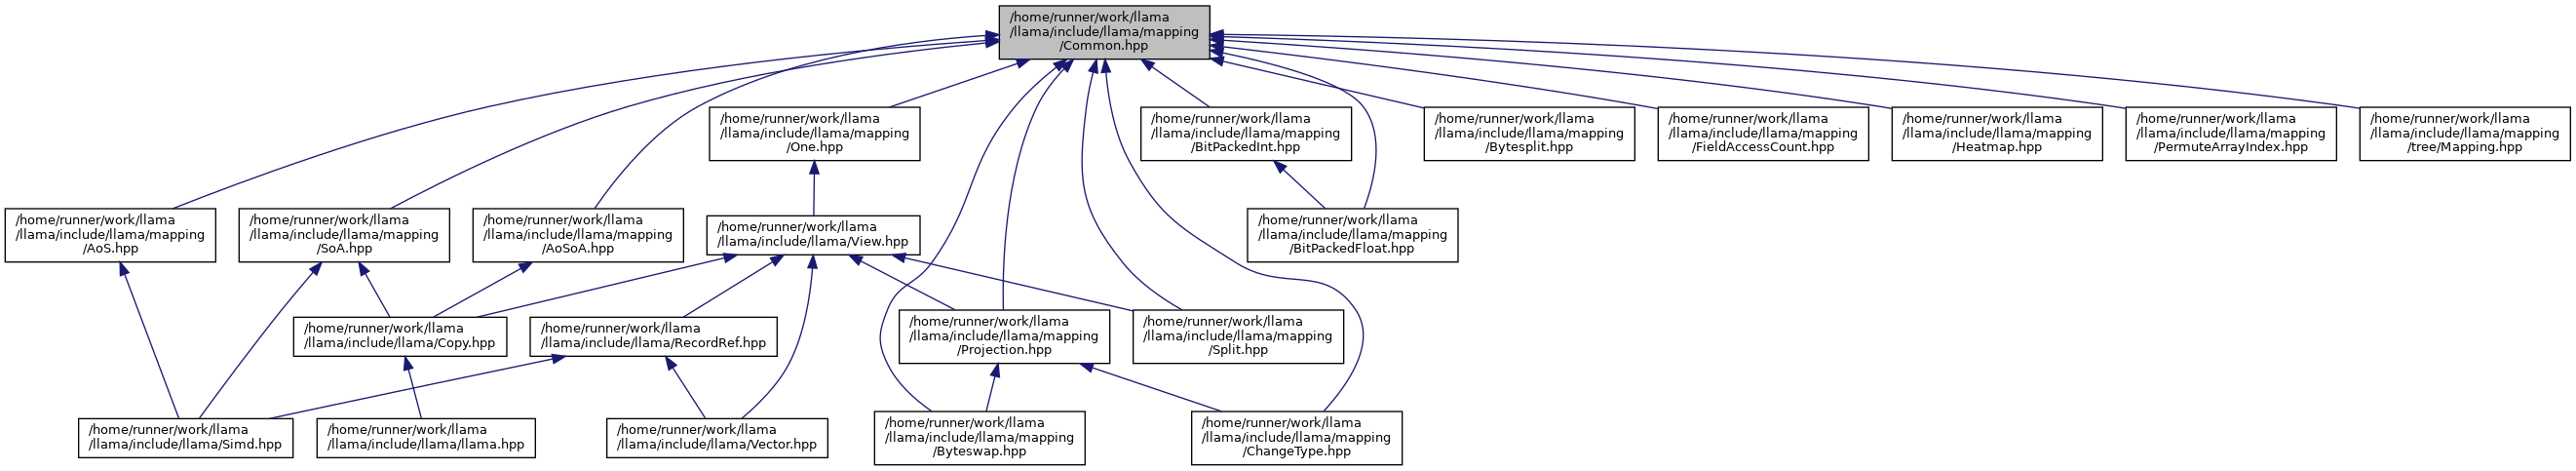 /home/runner/work/llama
/llama/include/llama/mapping
/Common.hpp
/home/runner/work/llama
/llama/include/llama/mapping
/One.hpp
/home/runner/work/llama
/llama/include/llama/mapping
/BitPackedInt.hpp
/home/runner/work/llama
/llama/include/llama/mapping
/Bytesplit.hpp
/home/runner/work/llama
/llama/include/llama/mapping
/FieldAccessCount.hpp
/home/runner/work/llama
/llama/include/llama/mapping
/Heatmap.hpp
/home/runner/work/llama
/llama/include/llama/mapping
/PermuteArrayIndex.hpp
/home/runner/work/llama
/llama/include/llama/mapping
/tree/Mapping.hpp
/home/runner/work/llama
/llama/include/llama/mapping
/AoS.hpp
/home/runner/work/llama
/llama/include/llama/mapping
/SoA.hpp
/home/runner/work/llama
/llama/include/llama/mapping
/AoSoA.hpp
/home/runner/work/llama
/llama/include/llama/View.hpp
/home/runner/work/llama
/llama/include/llama/mapping
/BitPackedFloat.hpp
/home/runner/work/llama
/llama/include/llama/Copy.hpp
/home/runner/work/llama
/llama/include/llama/RecordRef.hpp
/home/runner/work/llama
/llama/include/llama/mapping
/Projection.hpp
/home/runner/work/llama
/llama/include/llama/mapping
/Split.hpp
/home/runner/work/llama
/llama/include/llama/Simd.hpp
/home/runner/work/llama
/llama/include/llama/llama.hpp
/home/runner/work/llama
/llama/include/llama/Vector.hpp
/home/runner/work/llama
/llama/include/llama/mapping
/Byteswap.hpp
/home/runner/work/llama
/llama/include/llama/mapping
/ChangeType.hpp